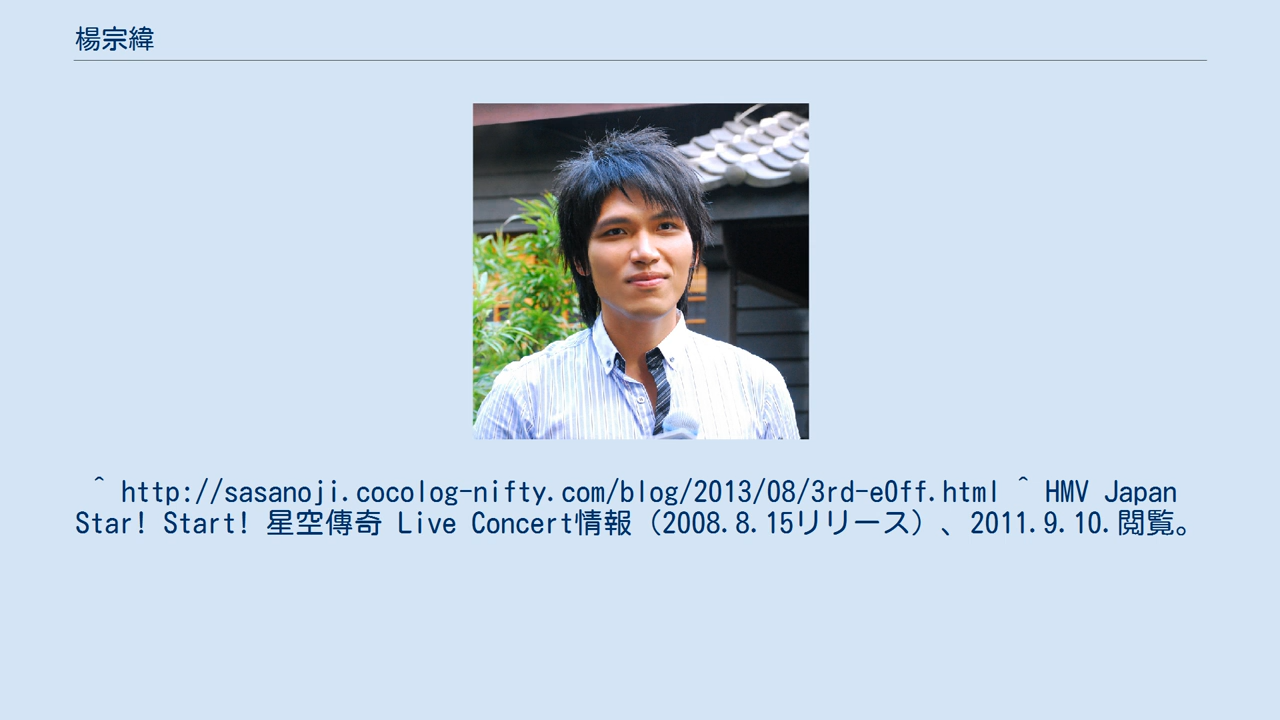 楊宗緯
^ http://sasanoji.cocolog-nifty.com/blog/2013/08/3rd-e0ff.html ^ HMV Japan
Star! Start! 星空傳奇 Live Concert情報（2008.8.15リリース）、2011.9.10.閲覧。